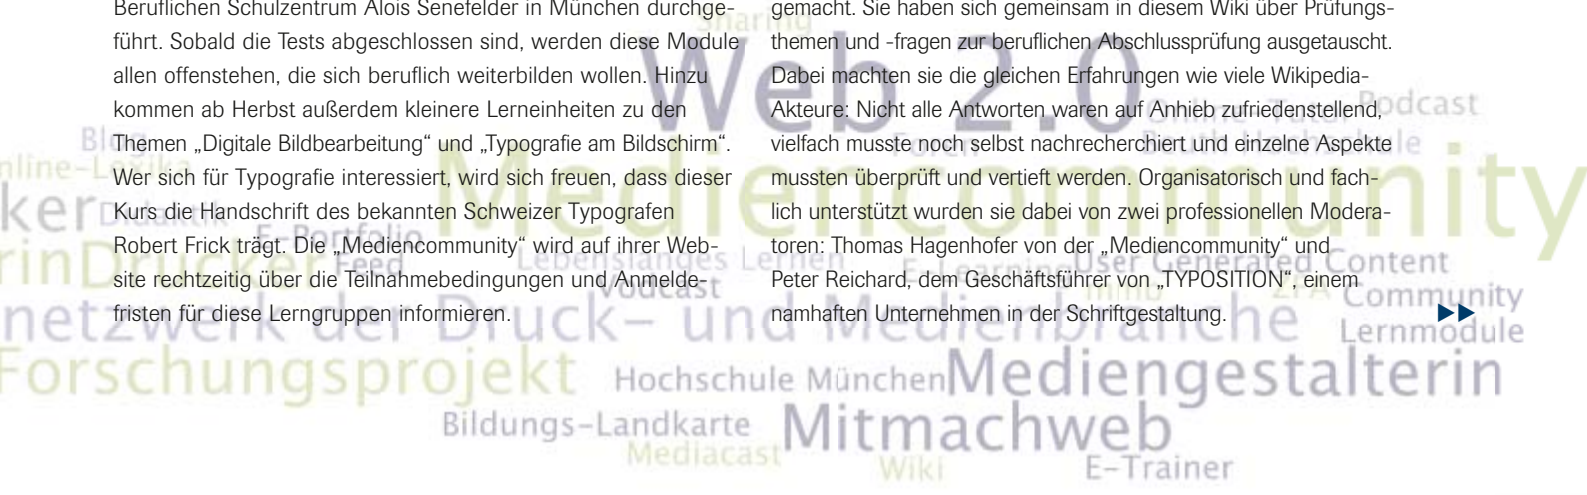 Beruflichen Schulzentrum Alois Senefelder in München durchge-
führt. Sobald die Tests abgeschlossen sind, werden diese Module
allen offenstehen, die sich beruflich weiterbilden wollen. Hinzu
kommen ab Herbst außerdem kleinere Lerneinheiten zu den
Themen „Digitale Bildbearbeitung“ und „Typografie am Bildschirm“.
Wer sich für Typografie interessiert, wird sich freuen, dass dieser
Kurs die Handschrift des bekannten Schweizer Typografen
Robert Frick trägt. Die „Mediencommunity“ wird auf ihrer Web-
site rechtzeitig über die Teilnahmebedingungen und Anmelde-
fristen für diese Lerngruppen informieren.
gemacht. Sie haben sich gemeinsam in diesem Wiki über Prüfungs-
themen und -fragen zur beruflichen Abschlussprüfung ausgetauscht.
Dabei machten sie die gleichen Erfahrungen wie viele Wikipedia-
Akteure: Nicht alle Antworten waren auf Anhieb zufriedenstellend,
vielfach musste noch selbst nachrecherchiert und einzelne Aspekte
mussten überprüft und vertieft werden. Organisatorisch und fach-
lich unterstützt wurden sie dabei von zwei professionellen Modera-
toren: Thomas Hagenhofer von der „Mediencommunity“ und
Peter Reichard, dem Geschäftsführer von „TYPOSITION“, einem
namhaften Unternehmen in der Schriftgestaltung.
Sharing
Web 2.0
Podcast
Blog
Foren
Beuth Hochschule
Mediencommunity
Didaktik
E-Portfolio
rinDrucker
Feed
Lebenslanges Lernen
E-Learning
User Generated Content
Vodcast
ZFA
Community
netzwerk der Druck- und Medienbranche
Lernmodule
Forschungsprojekt
Hochschule München
Mediengestalterin
Bildungs-Landkarte
Mitmachweb
Mediacast
Wiki
E-Trainer